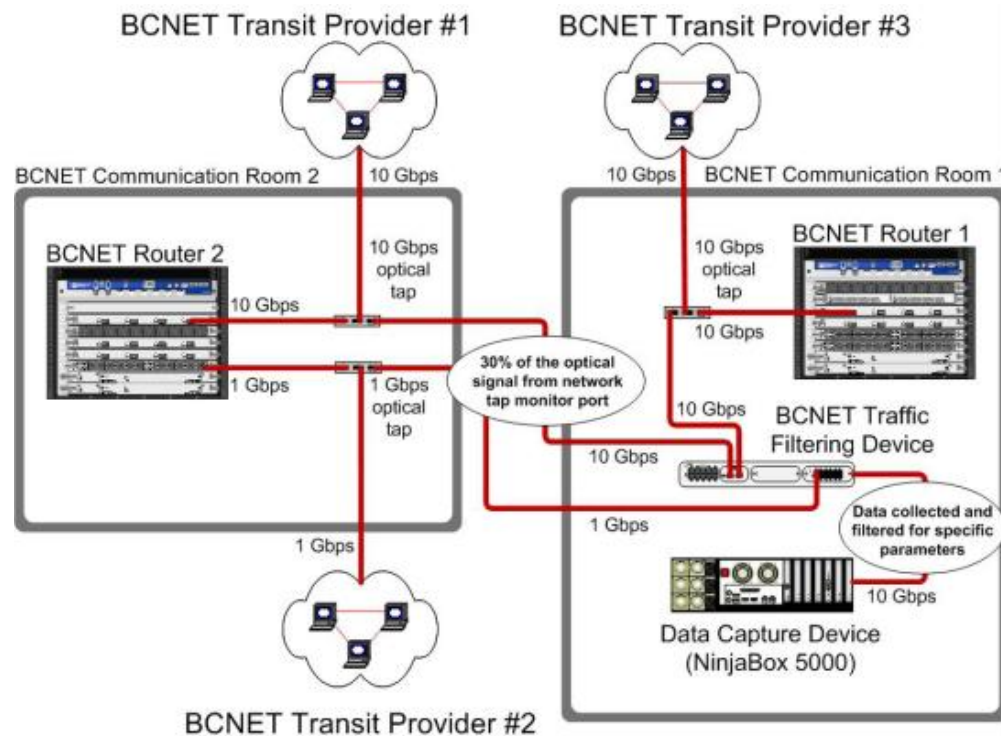 BCNET Transit Provider #1
BCNET Transit Provider #3
BCNET Communication Room 2
10 Gbps
10 Gbps
BCNET Communication Room 1
BCNET Router 2
10 Gbps
optical
tap
10 Gbps
10 Gbps
optical
tap
BCNET Router 1
10 Gbps
1 Gbps
1 Gbps
optical
tap
30% of the optical
signal from network
tap monitor port
10 Gbps
BCNET Traffic
Filtering Device
10 Gbps
1 Gbps
Data collected and
filtered for specific
parameters
1 Gbps
10 Gbps
Data Capture Device
(NinjaBox 5000)
BCNET Transit Provider #2